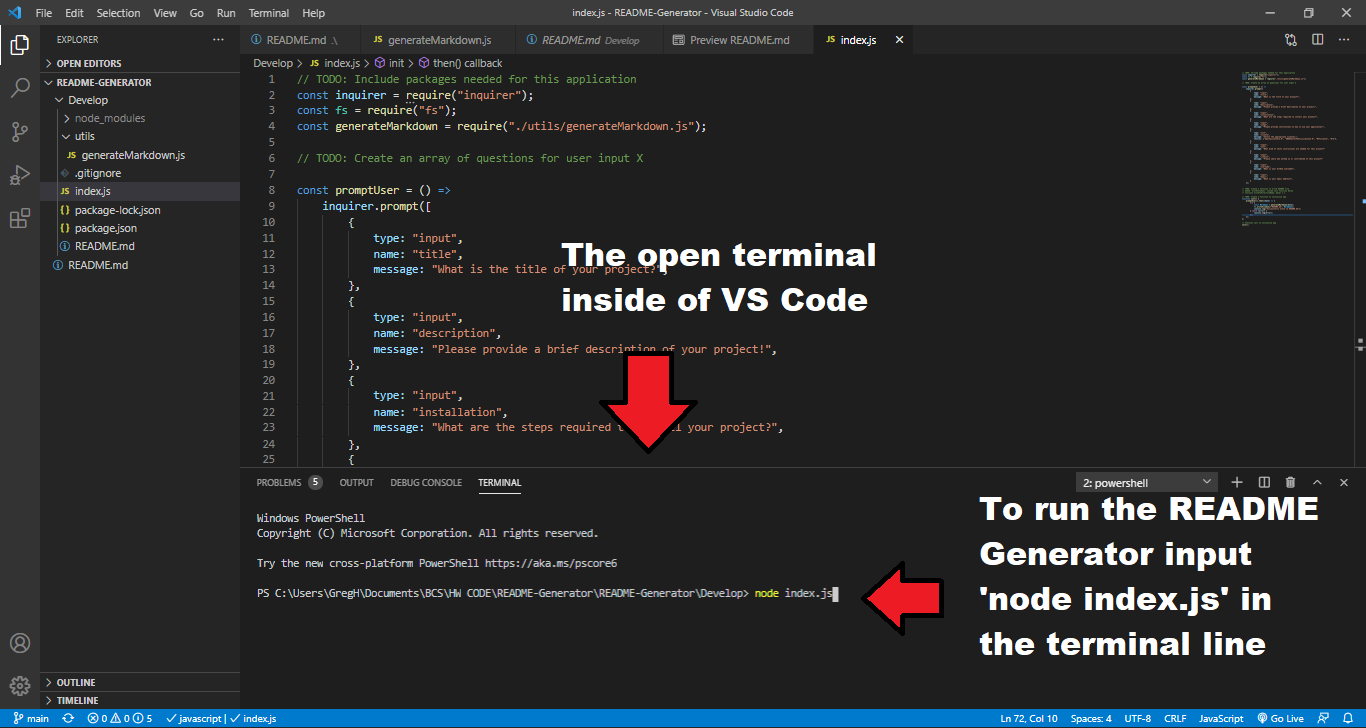 File Edit Selection View Go Run Terminal Help
index.js - README-Generator - Visual Studio Code
EXPLORER
OPEN EDITORS
README-GENERATOR
Develop
node_modules
utils
JS generateMarkdown.js
.gitignore
JS index.js
{} package-lock.json
{} package.json
README.md
README.md
OUTLINE
TIMELINE
README.md .\
JS generateMarkdown.js
README.md Develop
Preview README.md
JS index.js
Develop > JS index.js > init > then() callback
1 // TODO: Include packages needed for this application
2 const inquirer = require("inquirer");
3 const fs = require("fs");
4 const generateMarkdown = require("./utils/generateMarkdown.js");
5
6 // TODO: Create an array of questions for user input X
7
8 const promptUser = () =>
9 inquirer.prompt([
10 {
11 type: "input",
12 name: "title",
13 message: "What is the title of your project?",
14 },
15 {
16 type: "input",
17 name: "description",
18 message: "Please provide a brief description of your project!",
19 },
20 {
21 type: "input",
22 name: "installation",
23 message: "What are the steps required your project?",
24 },
25 {
The open terminal
inside of VS Code
PROBLEMS 5 OUTPUT DEBUG CONSOLE TERMINAL
2: powershell
Windows PowerShell
Copyright (C) Microsoft Corporation. All rights reserved.
Try the new cross-platform PowerShell https://aka.ms/pscore6
PS C:\Users\GregH\Documents\BCS\HW CODE\README-Generator\README-Generator\Develop> node index.js
To run the README
Generator input
'node index.js' in
the terminal line
main 0 0 5 javascript | index.js
Ln 72, Col 10 Spaces: 4 UTF-8 CRLF JavaScript Go Live